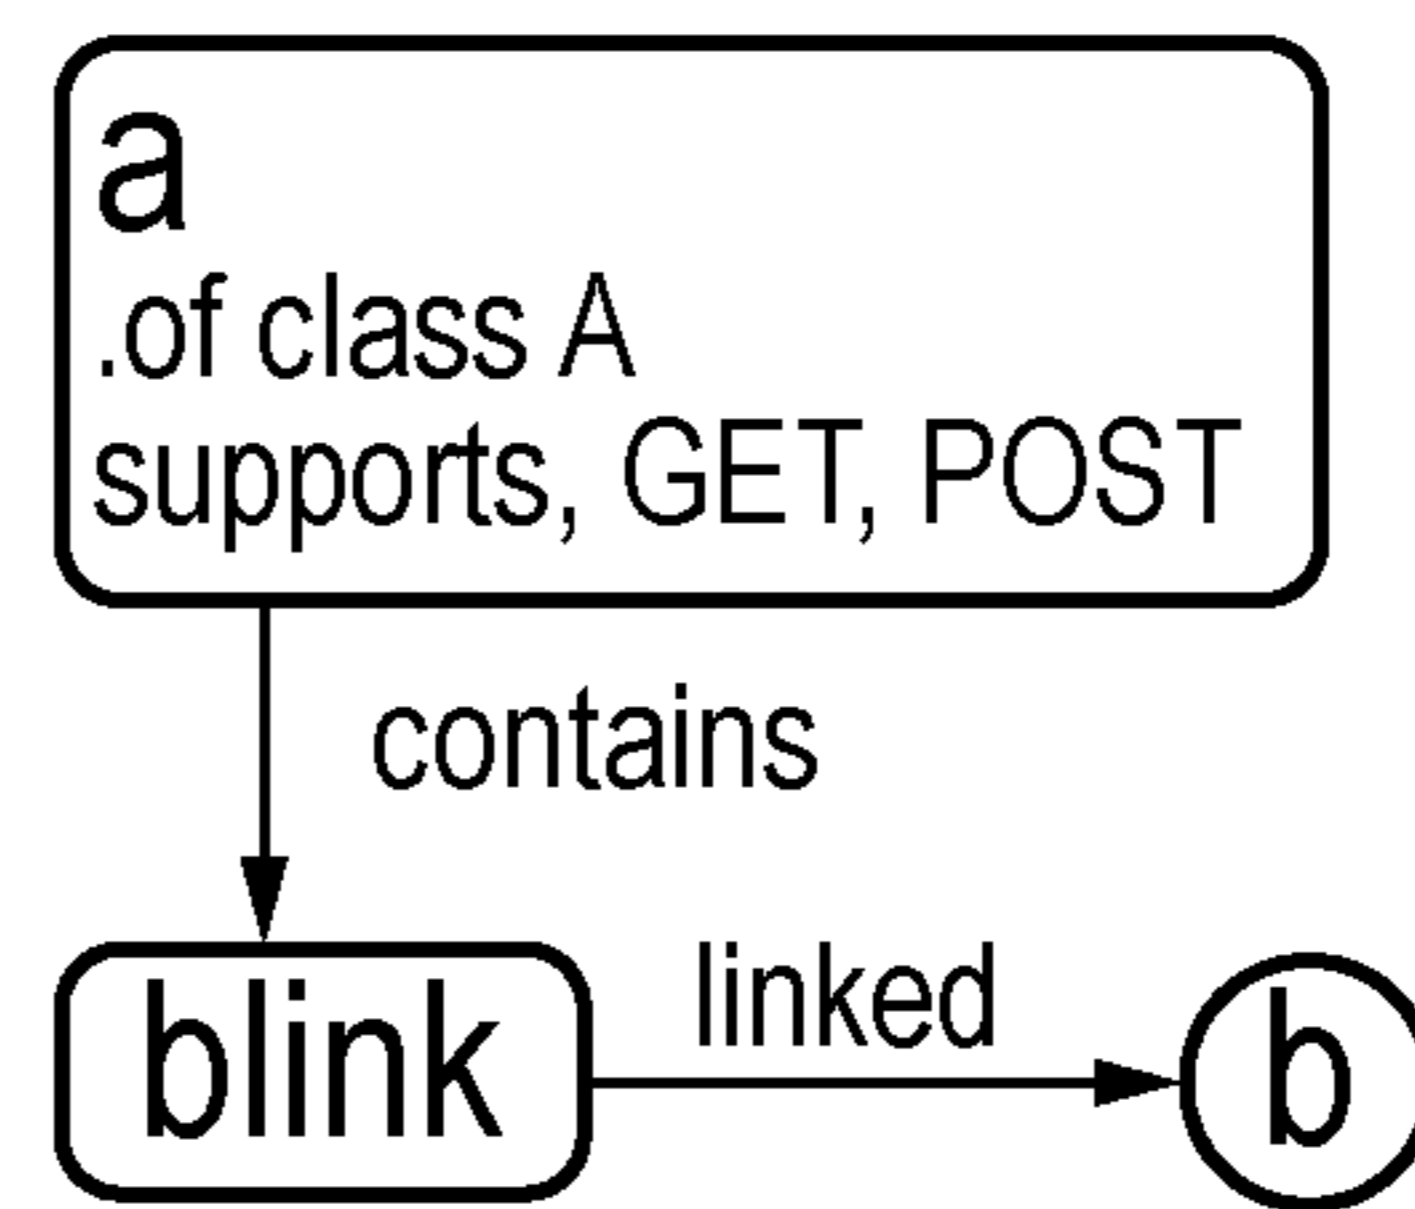 a
.of class A
supports, GET, POST
contains
linked
blink
b